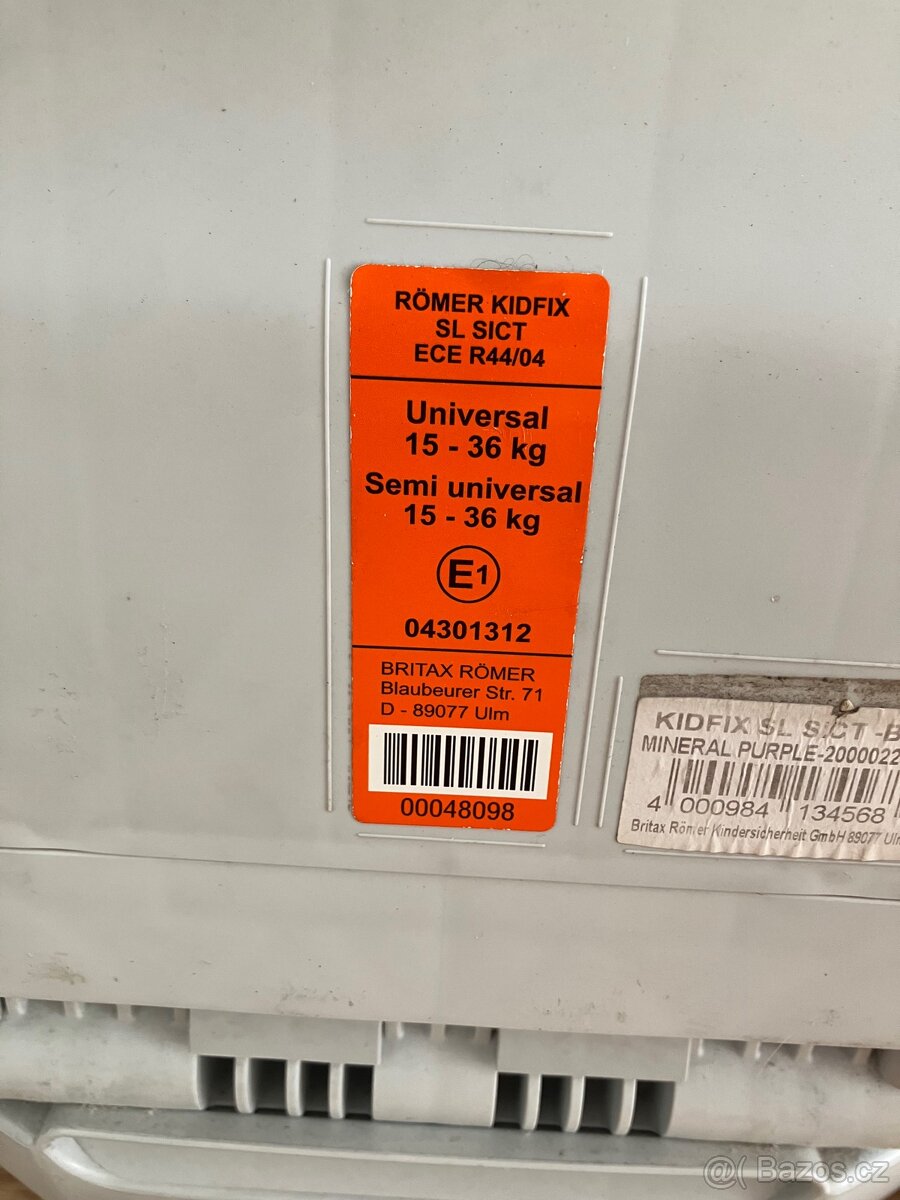 RÖMER KIDFIX
SL SICT
ECE R44/04
Universal
15 - 36 kg
Semi universal
15 - 36 kg
E1
04301312
BRITAX RÖMER
Blaubeurer Str. 71
D - 89077 Ulm
00048098
KIDFIX SL SICT -B
MINERAL PURPLE-2000022
4 000984 134568
Britax Römer Kindersicherheit GmbH 89077 Ulm
@( Bazos.cz